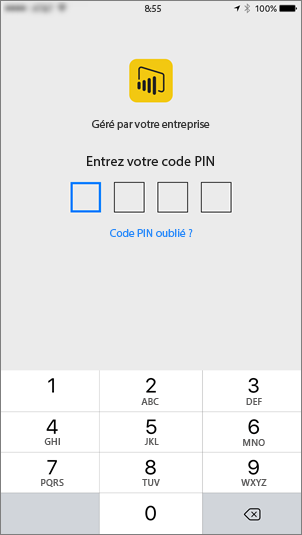 8:55
100%
Géré par votre entreprise
Entrez votre code PIN
Code PIN oublié ?
1
2
3
ABC
DEF
4
5
6
GHI
JKL
MNO
7
8
9
PQRS
TUV
WXYZ
0